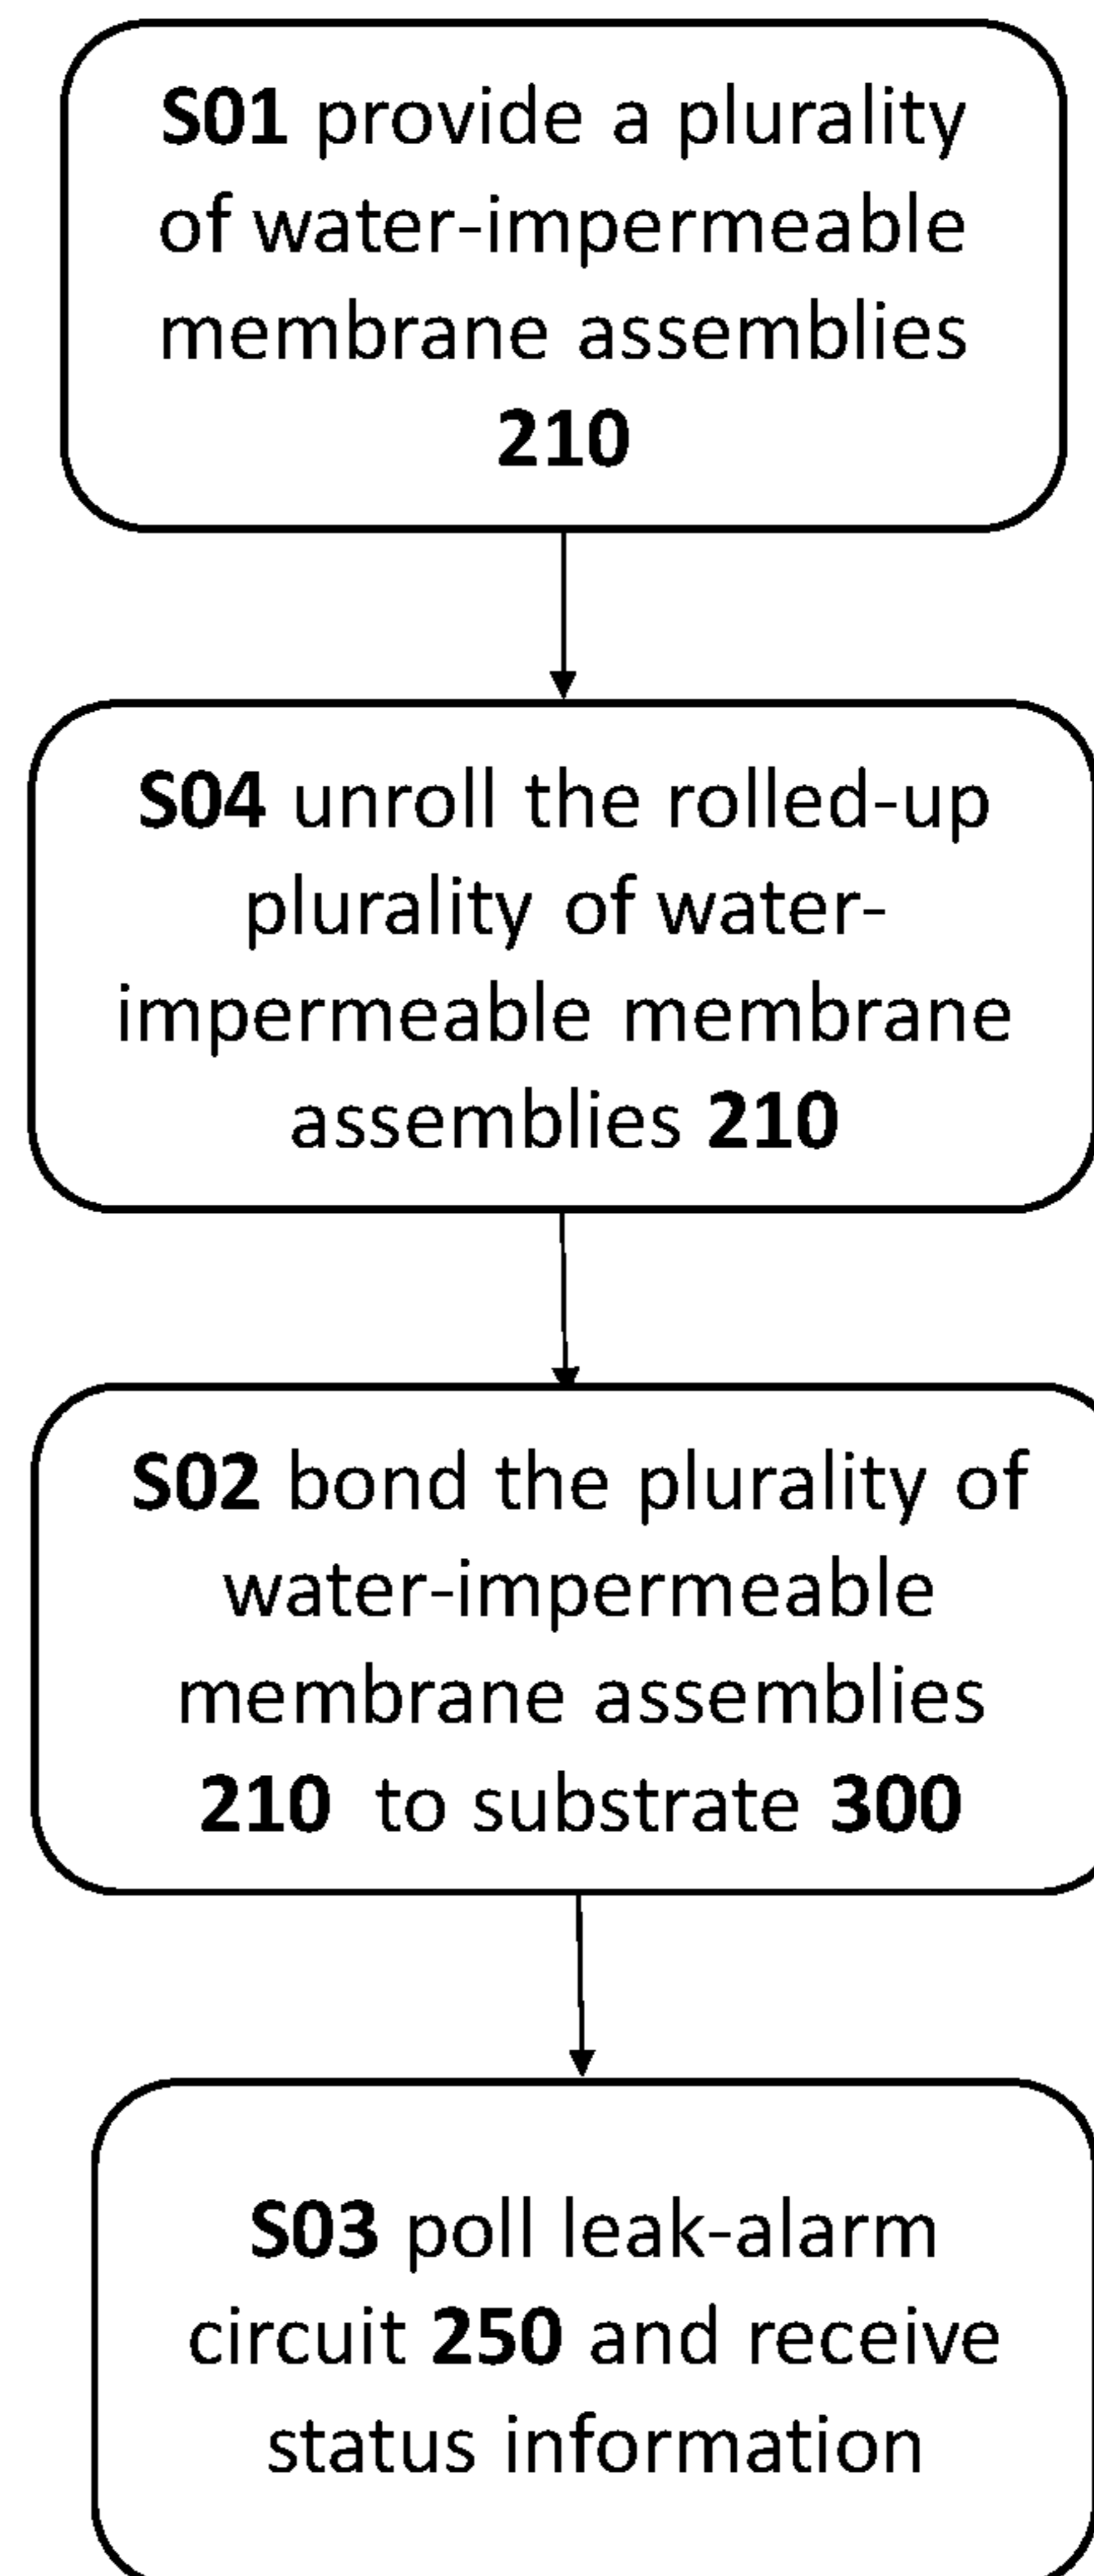 S01 provide a plurality
of water-impermeable
membrane assemblies
210
S04 unroll the rolled-up
plurality of water-
impermeable membrane
assemblies 210
S02 bond the plurality of
water-impermeable
membrane assemblies
210 to substrate 300
S03 poll leak-alarm
circuit 250 and receive
status information